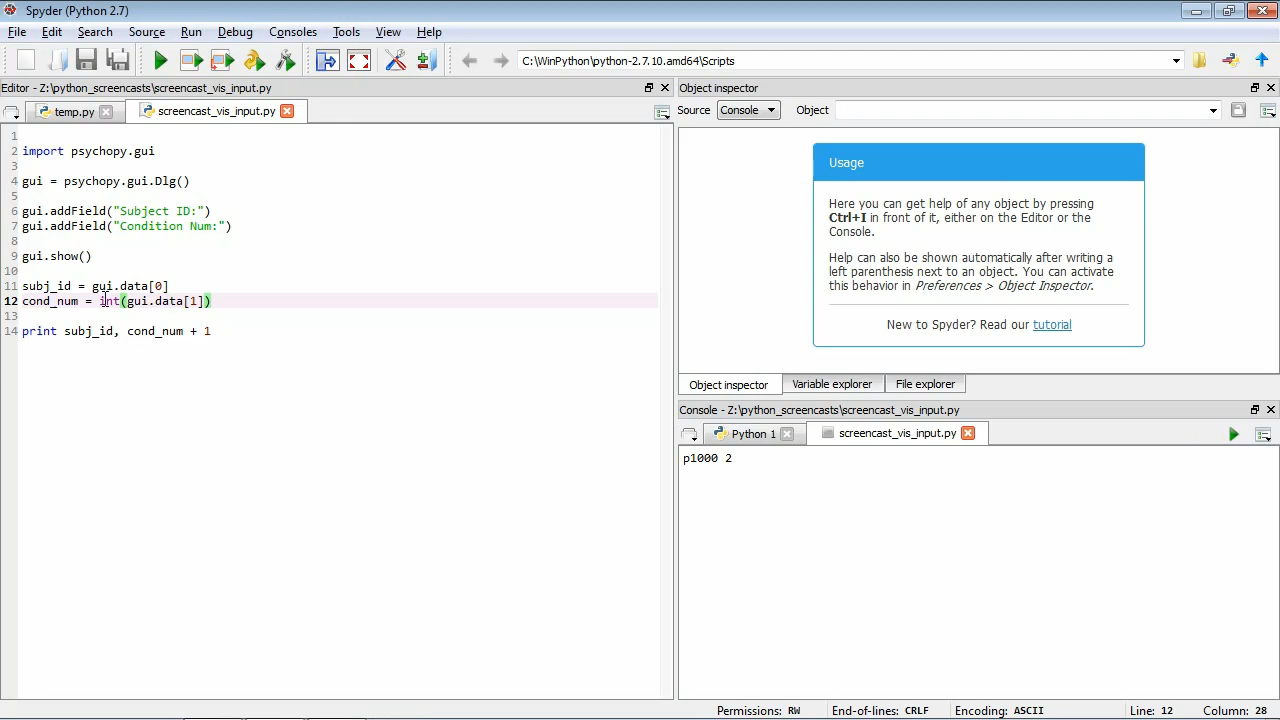 Spyder (Python 2.7)
File Edit Search Source Run Debug Consoles Tools View Help
C:\WinPython\python-2.7.10.amd64\Scripts
Editor - Z:\python_screencasts\screencast_vis_input.py
temp.py screencast_vis_input.py
1
2 import psychopy.gui
3
4 gui = psychopy.gui.Dlg()
5
6 gui.addField("Subject ID:")
7 gui.addField("Condition Num:")
8
9 gui.show()
10
11 subj_id = gui.data[0]
12 cond_num = int(gui.data[1])
13
14 print subj_id, cond_num + 1
Object inspector
Source Console Object
Usage
Here you can get help of any object by pressing
Ctrl+I in front of it, either on the Editor or the
Console.
Help can also be shown automatically after writing a
left parenthesis next to an object. You can activate
this behavior in Preferences > Object Inspector.
New to Spyder? Read our tutorial
Object inspector Variable explorer File explorer
Console - Z:\python_screencasts\screencast_vis_input.py
Python 1 screencast_vis_input.py
p1000 2
Permissions: RW End-of-lines: CRLF Encoding: ASCII Line: 12 Column: 28